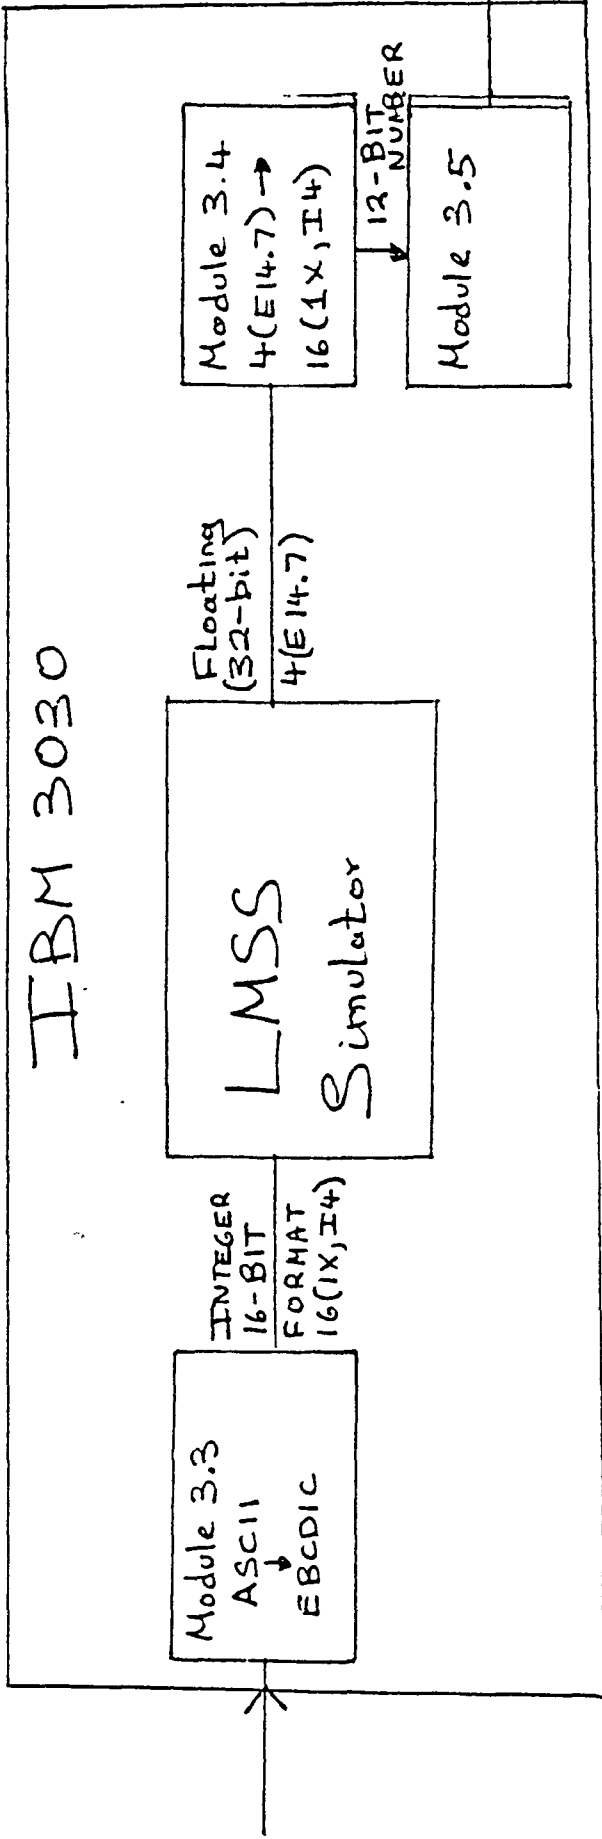 IBM 3030
Module 3.3
ASCII
↓
EBCDIC
INTEGER
16-BIT
FORMAT
16(1X,I4)
LMSS
Simulator
FLoating
(32-bit)
4(E14.7)
Module 3.4
4(E14.7)→
16(1X,I4)
12-BIT
NUMBER
Module 3.5